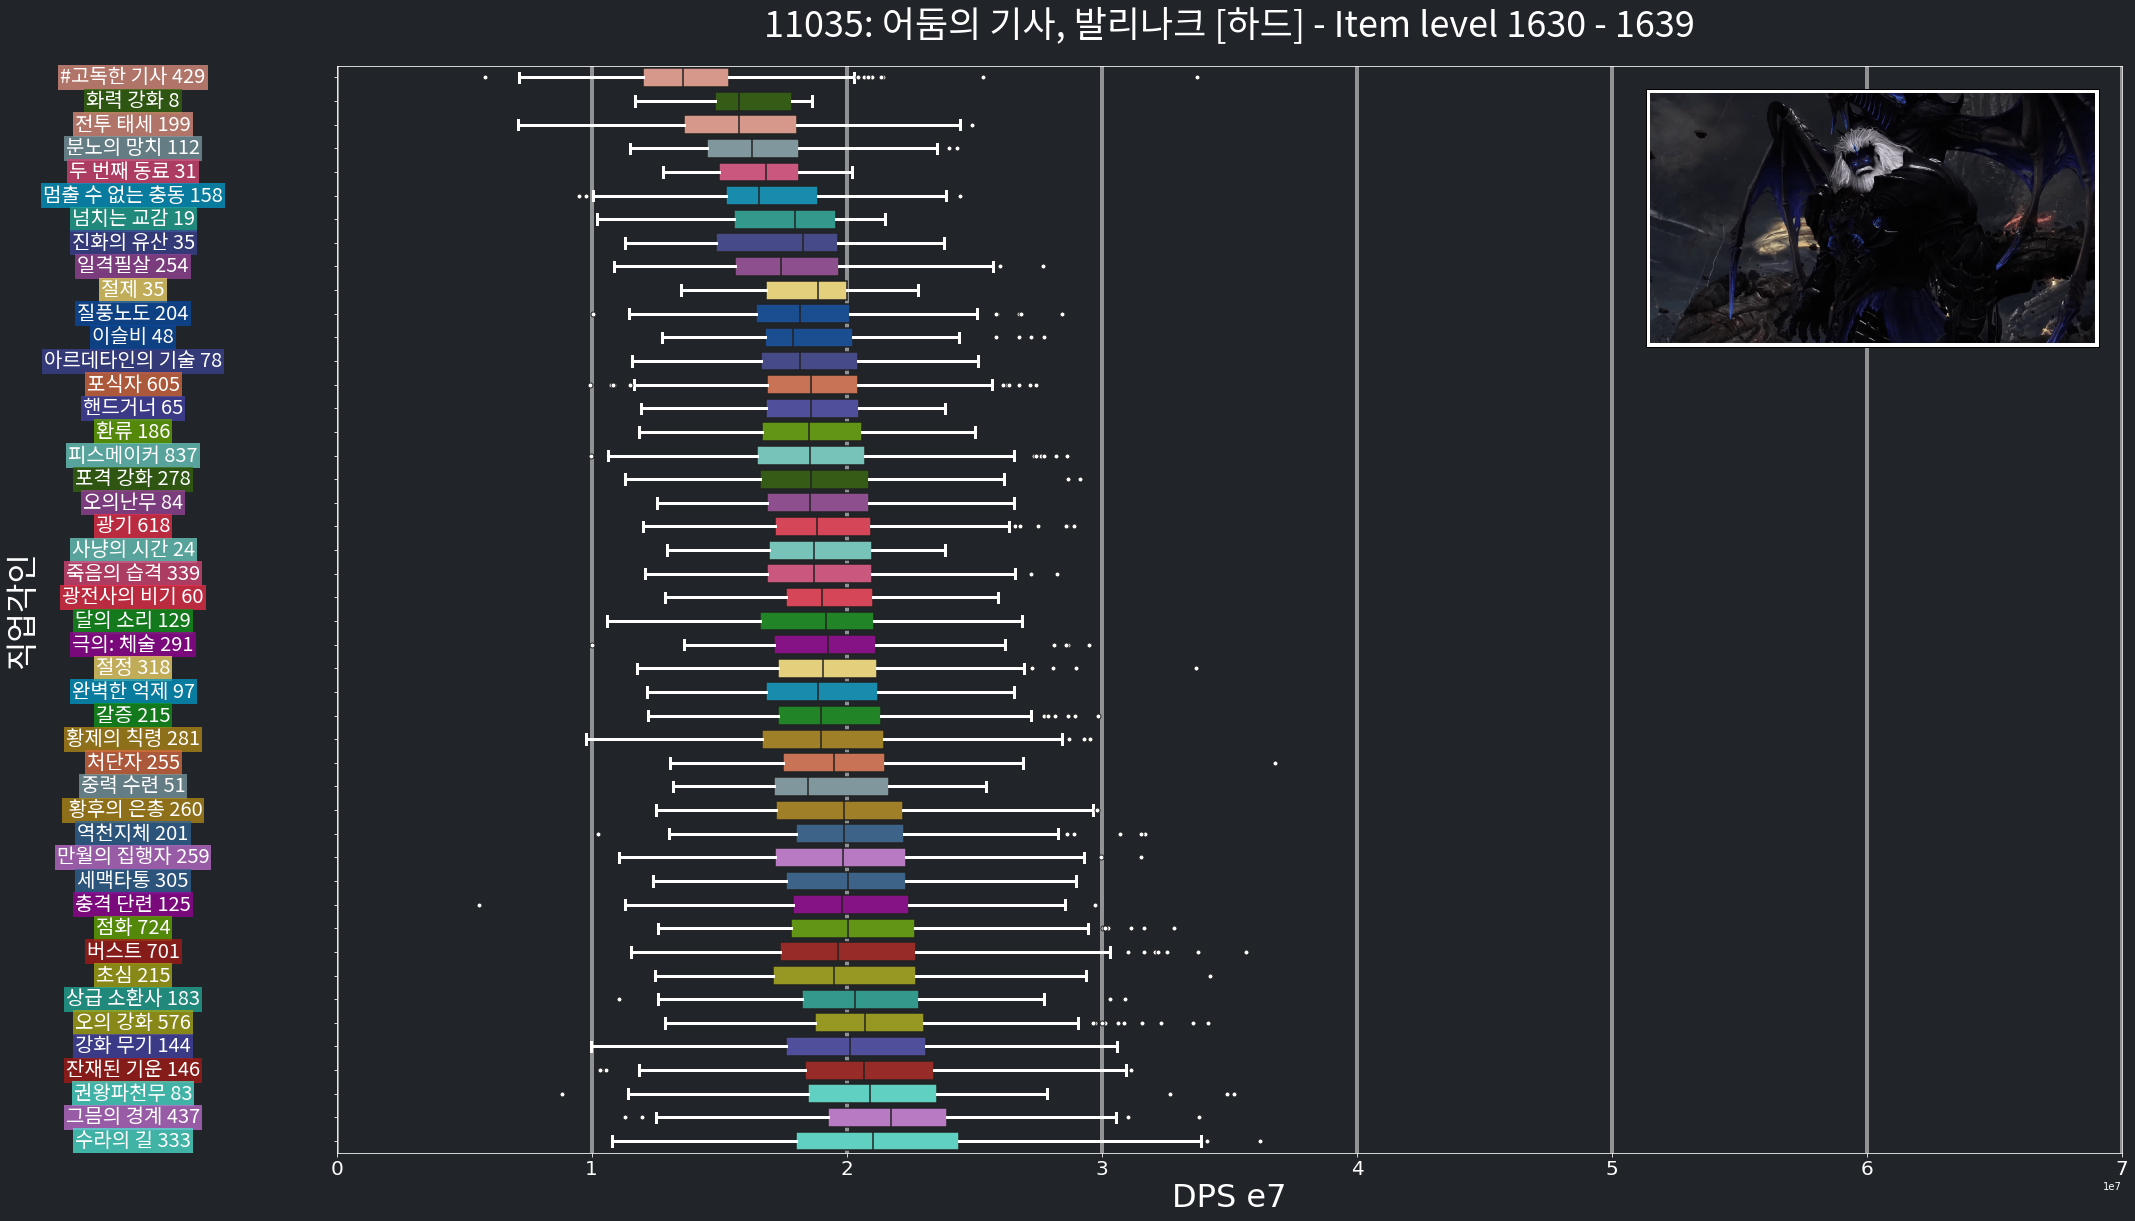 11035: 어둠의 기사, 발리나크 [하드] - Item level 1630 - 1639
직업각인
#고독한 기사 429
화력 강화 8
전투 태세 199
분노의 망치 112
두 번째 동료 31
멈출 수 없는 충동 158
넘치는 교감 19
진화의 유산 35
일격필살 254
절제 35
질풍노도 204
이슬비 48
아르데타인의 기술 78
포식자 605
핸드거너 65
환류 186
피스메이커 837
포격 강화 278
오의난무 84
광기 618
사냥의 시간 24
죽음의 습격 339
광전사의 비기 60
달의 소리 129
극의: 체술 291
절정 318
완벽한 억제 97
갈증 215
황제의 칙령 281
처단자 255
중력 수련 51
황후의 은총 260
역천지체 201
만월의 집행자 259
세맥타통 305
충격 단련 125
점화 724
버스트 701
초심 215
상급 소환사 183
오의 강화 576
강화 무기 144
잔재된 기운 146
권왕파천무 83
그믐의 경계 437
수라의 길 333
0 1 2 3 4 5 6 7
1e7
DPS e7